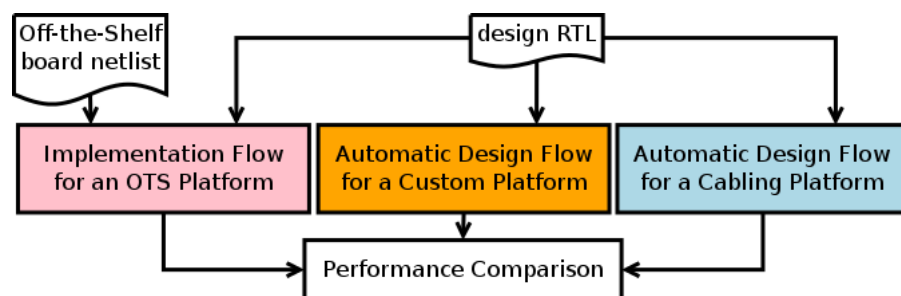 Off-the-Shelf
board netlist
design RTL
Implementation Flow
for an OTS Platform
Automatic Design Flow
for a Custom Platform
Automatic Design Flow
for a Cabling Platform
Performance Comparison